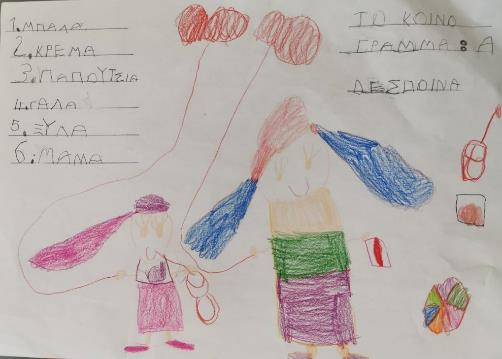 1. ΜΠΑΛΑ
2. ΚΡΕΜΑ
3. ΠΑΠΟΥΤΣΙΑ
4. ΓΑΛΑ
5. ΞΥΛΑ
6. ΜΑΜΑ
ΤΟ ΚΟΙΝΟ
ΓΡΑΜΜΑ: Α
ΔΕΣΠΟΙΝΑ